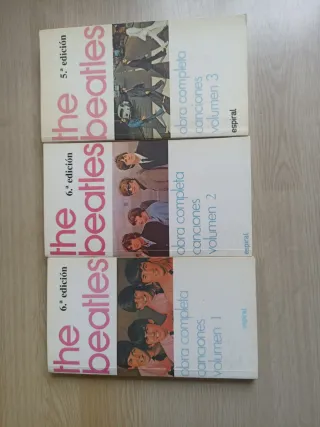 5.ª edición
the
beatles
obra completa
canciones
volumen 3
espiral
6.ª edición
the
beatles
obra completa
canciones
volumen 2
espiral
6.ª edición
the
beatles
obra completa
canciones
volumen 1
espiral